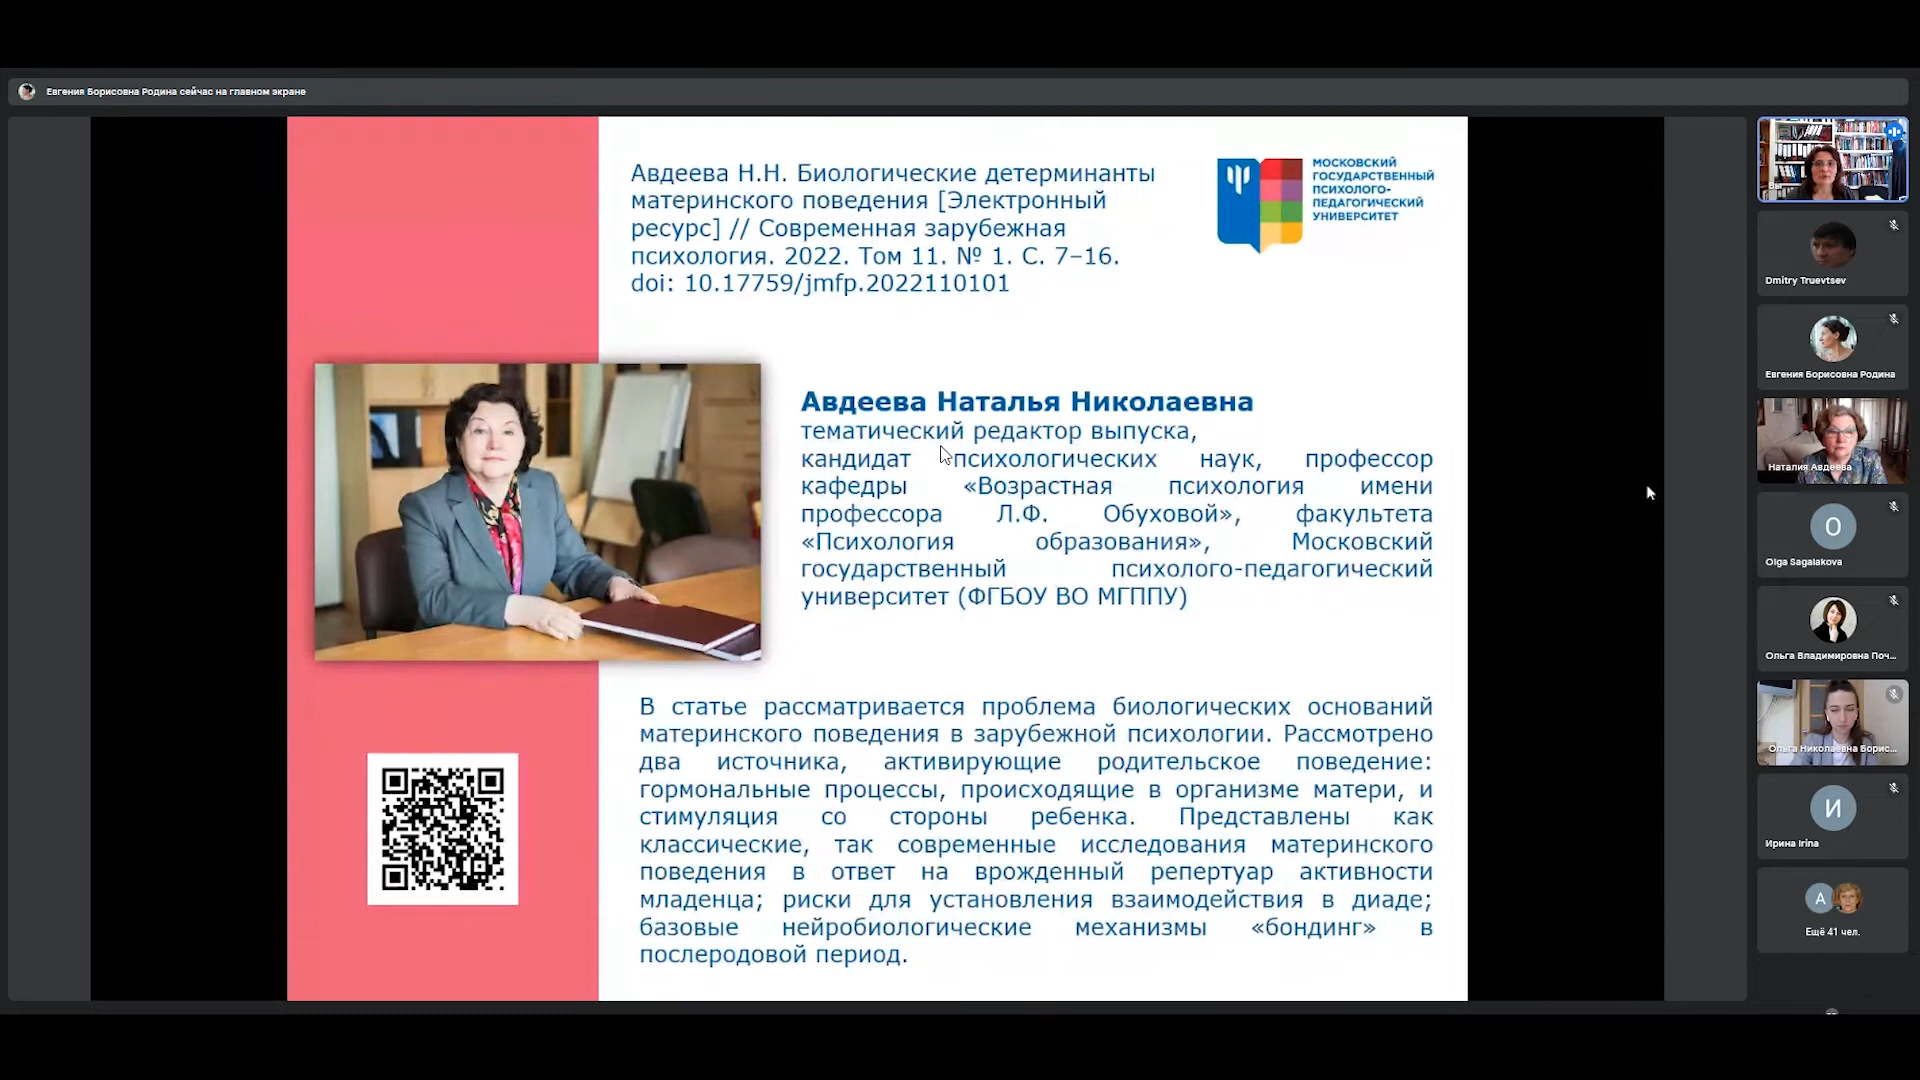 Евгения Борисовна Родина сейчас на главном экране
Авдеева Н.Н. Биологические детерминанты
материнского поведения [Электронный
ресурс] // Современная зарубежная
психология. 2022. Том 11. № 1. С. 7–16.
doi: 10.17759/jmfp.2022110101
МОСКОВСКИЙ
ГОСУДАРСТВЕННЫЙ
ПСИХОЛОГО-
ПЕДАГОГИЧЕСКИЙ
УНИВЕРСИТЕТ
Авдеева Наталья Николаевна
тематический редактор выпуска,
кандидат психологических наук, профессор
кафедры «Возрастная психология имени
профессора Л.Ф. Обуховой», факультета
«Психология образования», Московский
государственный психолого-педагогический
университет (ФГБОУ ВО МГППУ)
В статье рассматривается проблема биологических оснований
материнского поведения в зарубежной психологии. Рассмотрено
два источника, активирующие родительское поведение:
гормональные процессы, происходящие в организме матери, и
стимуляция со стороны ребенка. Представлены как
классические, так современные исследования материнского
поведения в ответ на врожденный репертуар активности
младенца; риски для установления взаимодействия в диаде;
базовые нейробиологические механизмы «бондинг» в
послеродовой период.
Вы
Dmitry Truevtsev
Евгения Борисовна Родина
Наталия Авдеева
O
Olga Sagalakova
Ольга Владимировна Поч...
Ольга Николаевна Борис...
И
Ирина Irina
А
Ещё 41 чел.